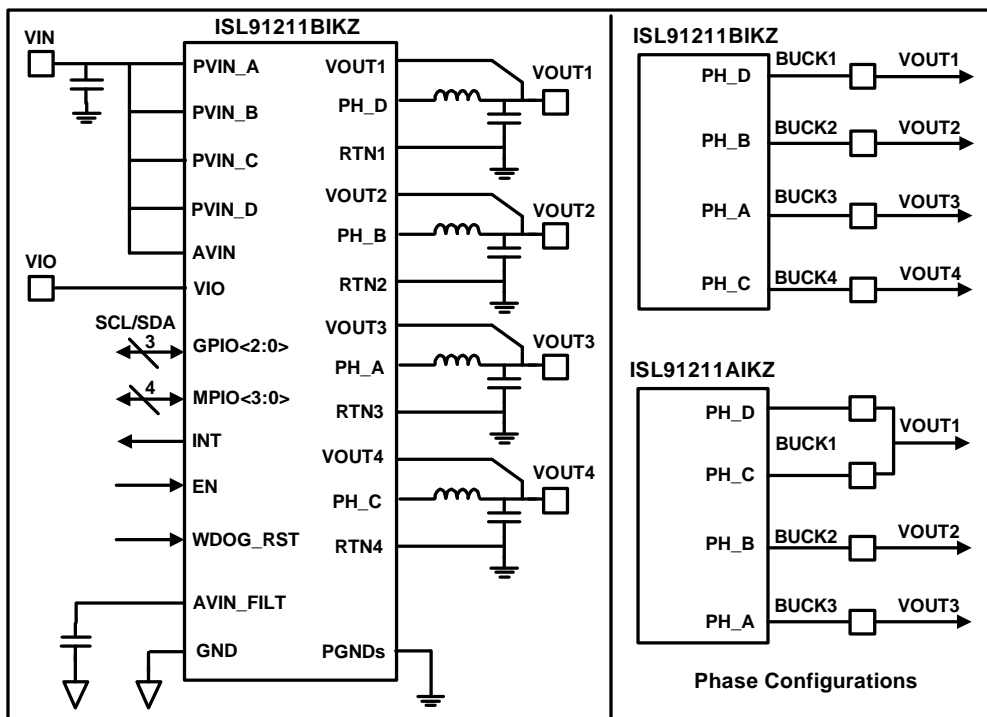 ISL91211BIKZ
VIN
PVIN_A
PVIN_B
PVIN_C
PVIN_D
AVIN
VIO
VIO
SCL/SDA
3
GPIO<2:0>
4
MPIO<3:0>
INT
EN
WDOG_RST
AVIN_FILT
GND
VOUT1
VOUT1
PH_D
RTN1
VOUT2
VOUT2
PH_B
RTN2
VOUT3
VOUT3
PH_A
RTN3
VOUT4
VOUT4
PH_C
RTN4
PGNDs
ISL91211BIKZ
PH_D BUCK1 VOUT1
PH_B BUCK2 VOUT2
PH_A BUCK3 VOUT3
PH_C BUCK4 VOUT4
ISL91211AIKZ
PH_D
BUCK1 VOUT1
PH_C
PH_B BUCK2 VOUT2
PH_A BUCK3 VOUT3
Phase Configurations